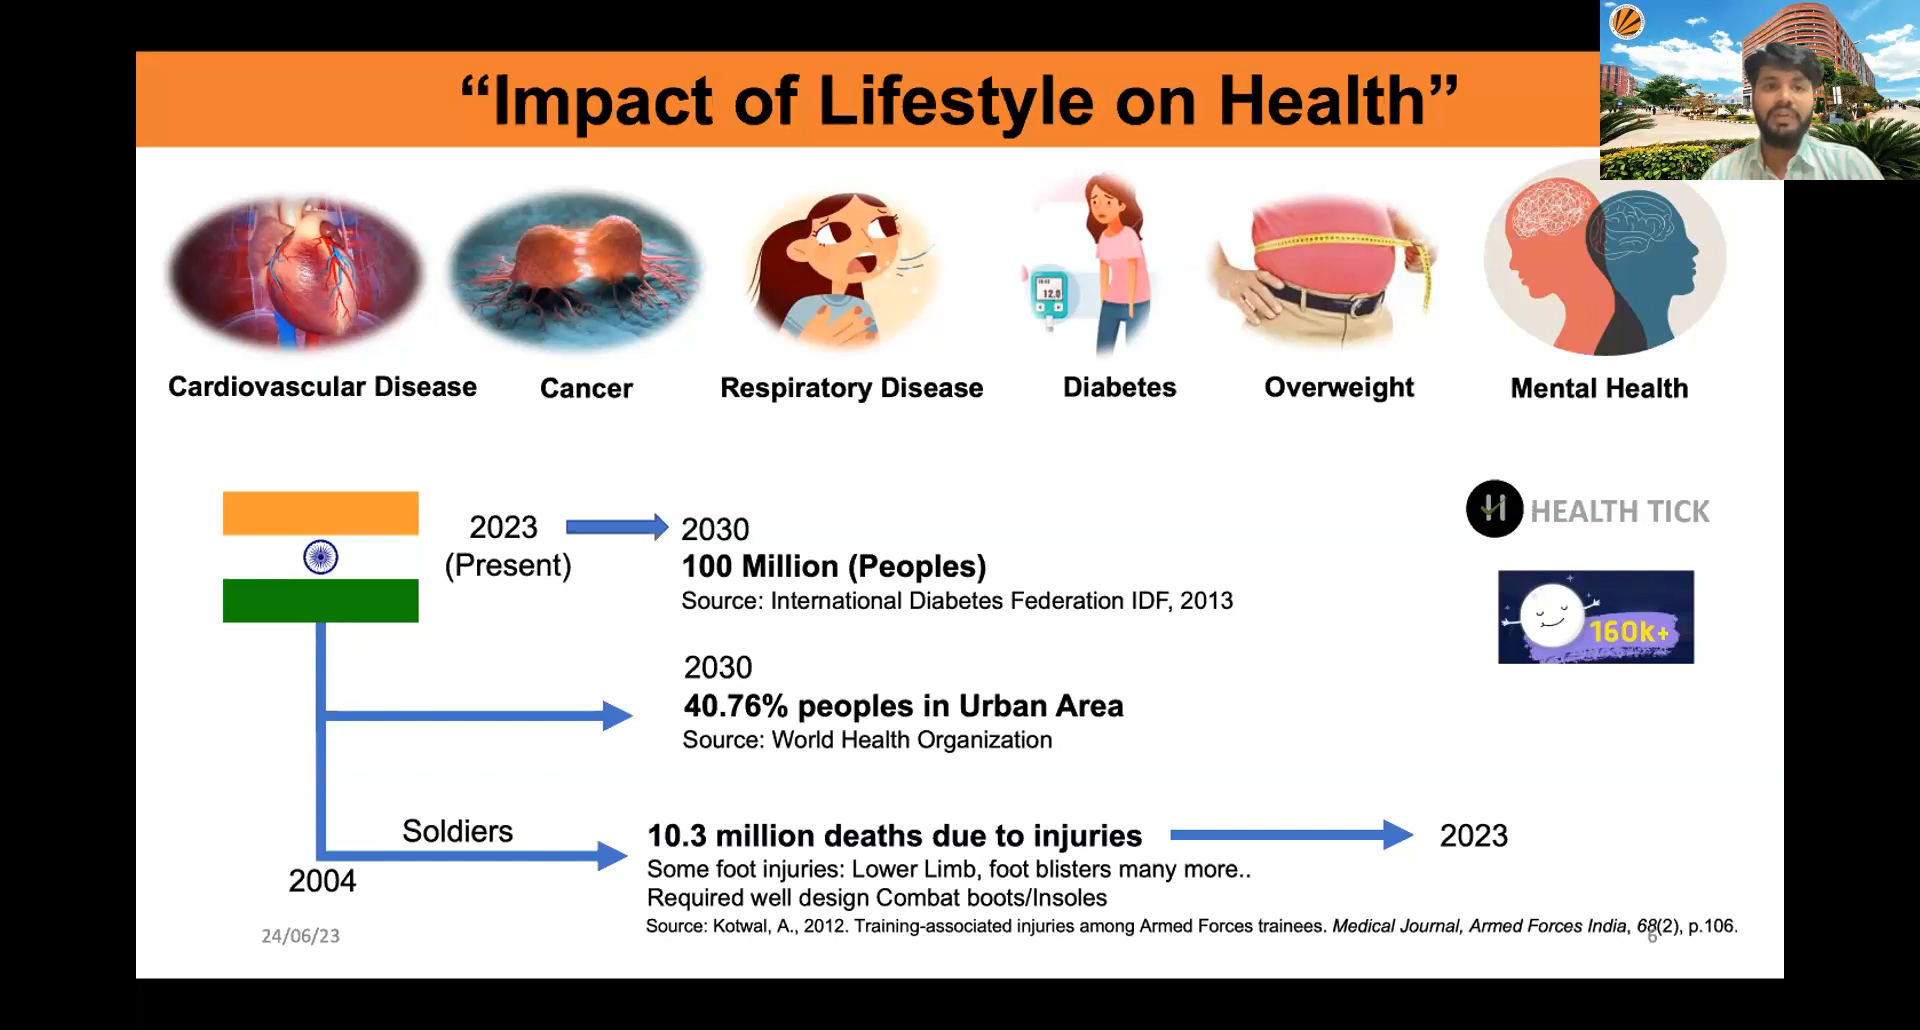 “Impact of Lifestyle on Health”
12.0
Cardiovascular Disease
Cancer
Respiratory Disease
Diabetes
Overweight
Mental Health
2023
(Present)
2030
100 Million (Peoples)
Source: International Diabetes Federation IDF, 2013
HEALTH TICK
160k+
2030
40.76% peoples in Urban Area
Source: World Health Organization
Soldiers
2004
10.3 million deaths due to injuries
2023
Some foot injuries: Lower Limb, foot blisters many more..
Required well design Combat boots/Insoles
Source: Kotwal, A., 2012. Training-associated injuries among Armed Forces trainees. Medical Journal, Armed Forces India, 68(2), p.106.
24/06/23
6